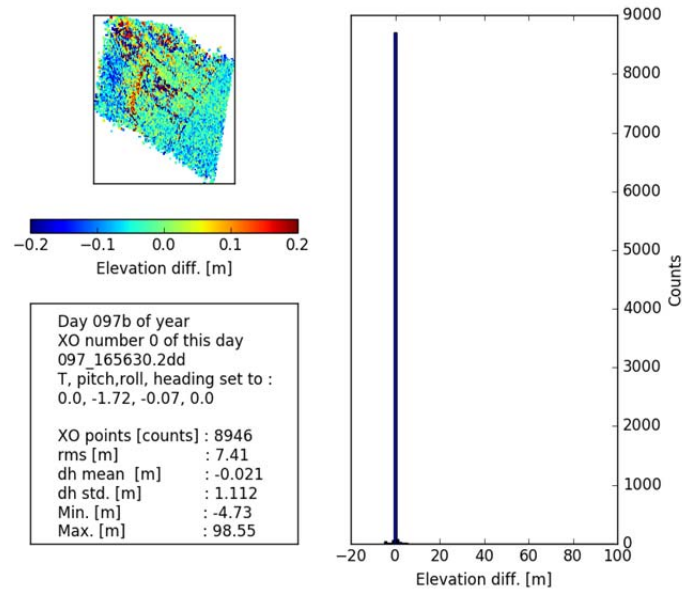 −0.2 −0.1 0.0 0.1 0.2
Elevation diff. [m]
Day 097b of year
XO number 0 of this day
097_165630.2dd
T, pitch,roll, heading set to :
0.0, -1.72, -0.07, 0.0
XO points [counts] : 8946
rms [m] : 7.41
dh mean [m] : -0.021
dh std. [m] : 1.112
Min. [m] : -4.73
Max. [m] : 98.55
9000
8000
7000
6000
5000
4000
3000
2000
1000
0
Counts
−20 0 20 40 60 80 100
Elevation diff. [m]